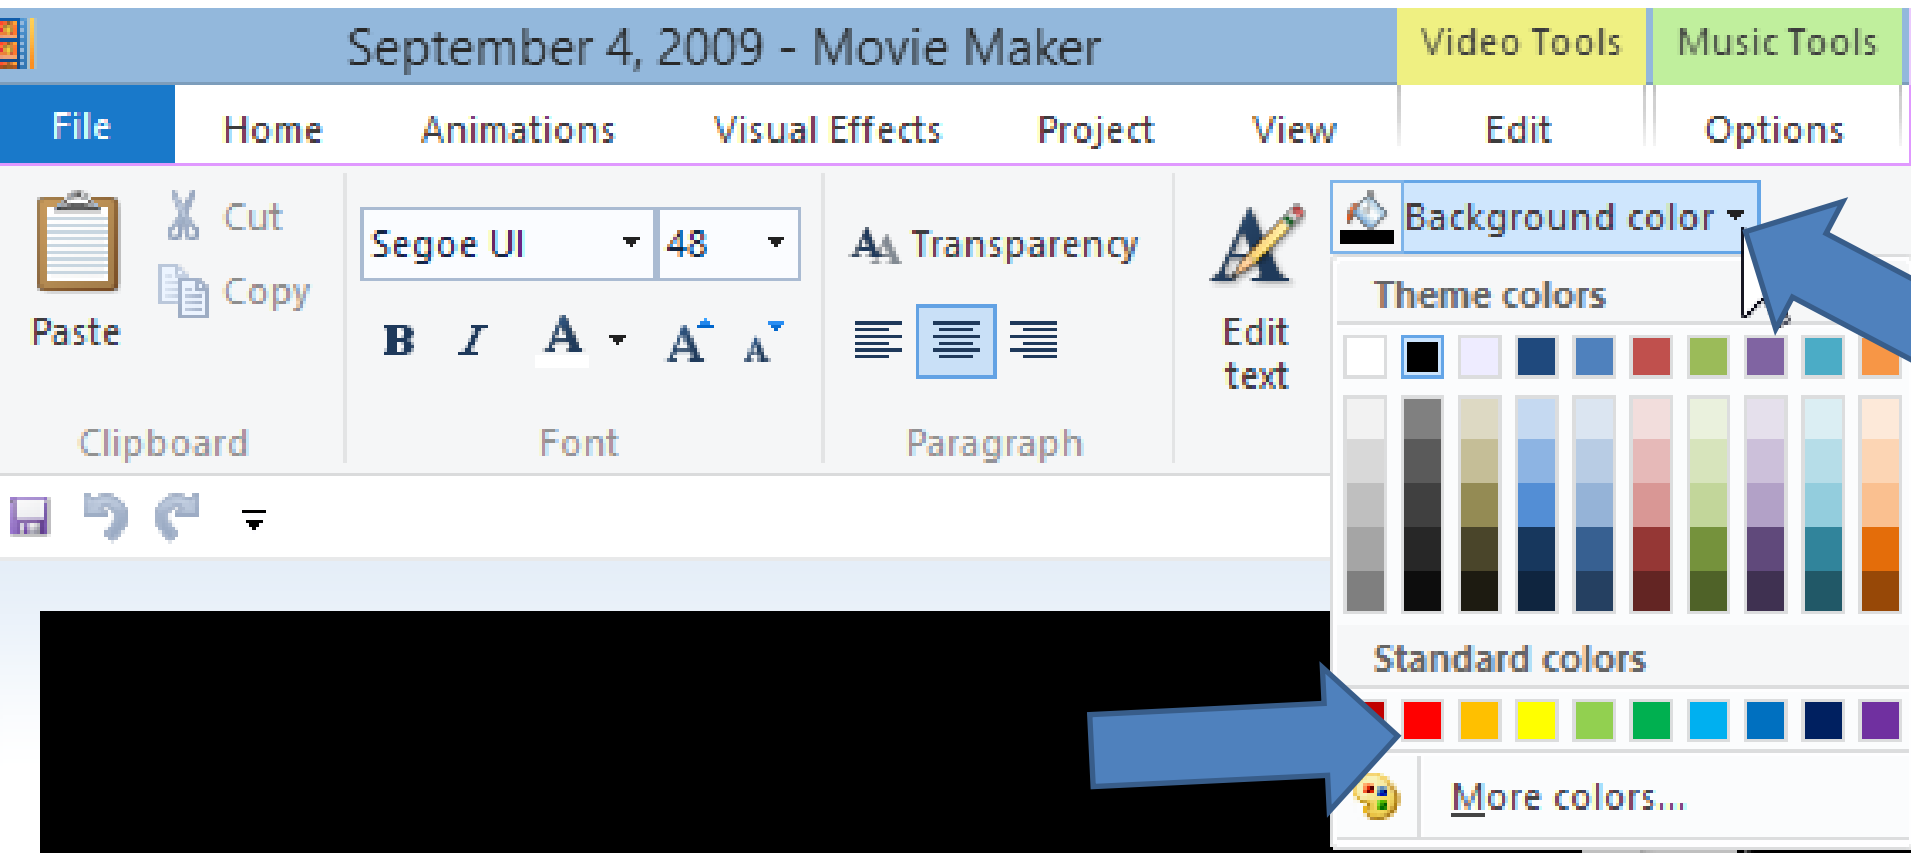 September 4, 2009 - Movie Maker
Video Tools
Music Tools
File
Home
Animations
Visual Effects
Project
View
Edit
Options
Paste
Cut
Copy
Clipboard
Segoe UI
48
B I A A A
Font
Transparency
Paragraph
Edit
text
Background color
Theme colors
Standard colors
More colors...